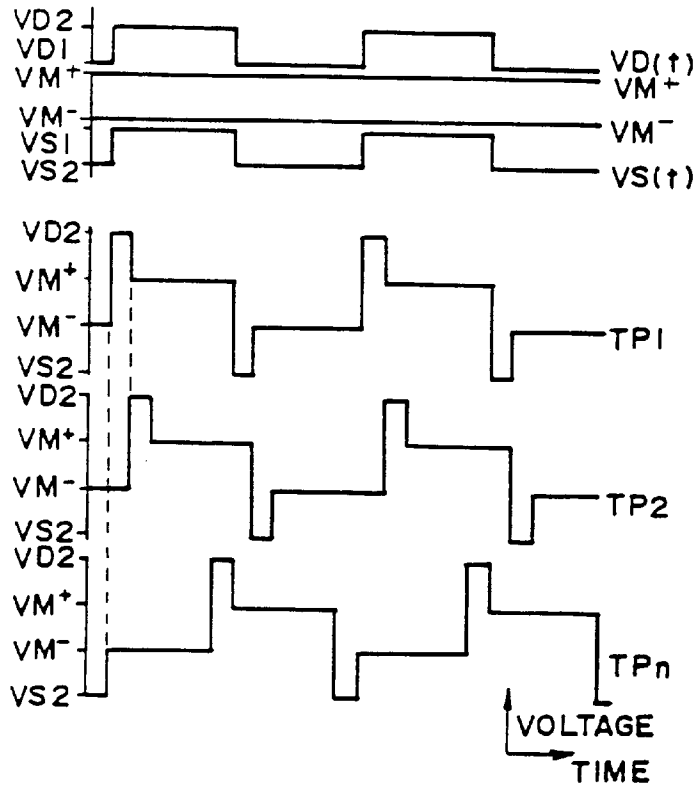 VD2
VD1
VD(t)
VM+
VM+
VM-
VM-
VS1
VS2
VS(t)
VD2
VM+
VM-
TP1
VS2
VD2
VM+
VM-
TP2
VS2
VD2
VM+
VM-
TPn
VS2
VOLTAGE
TIME